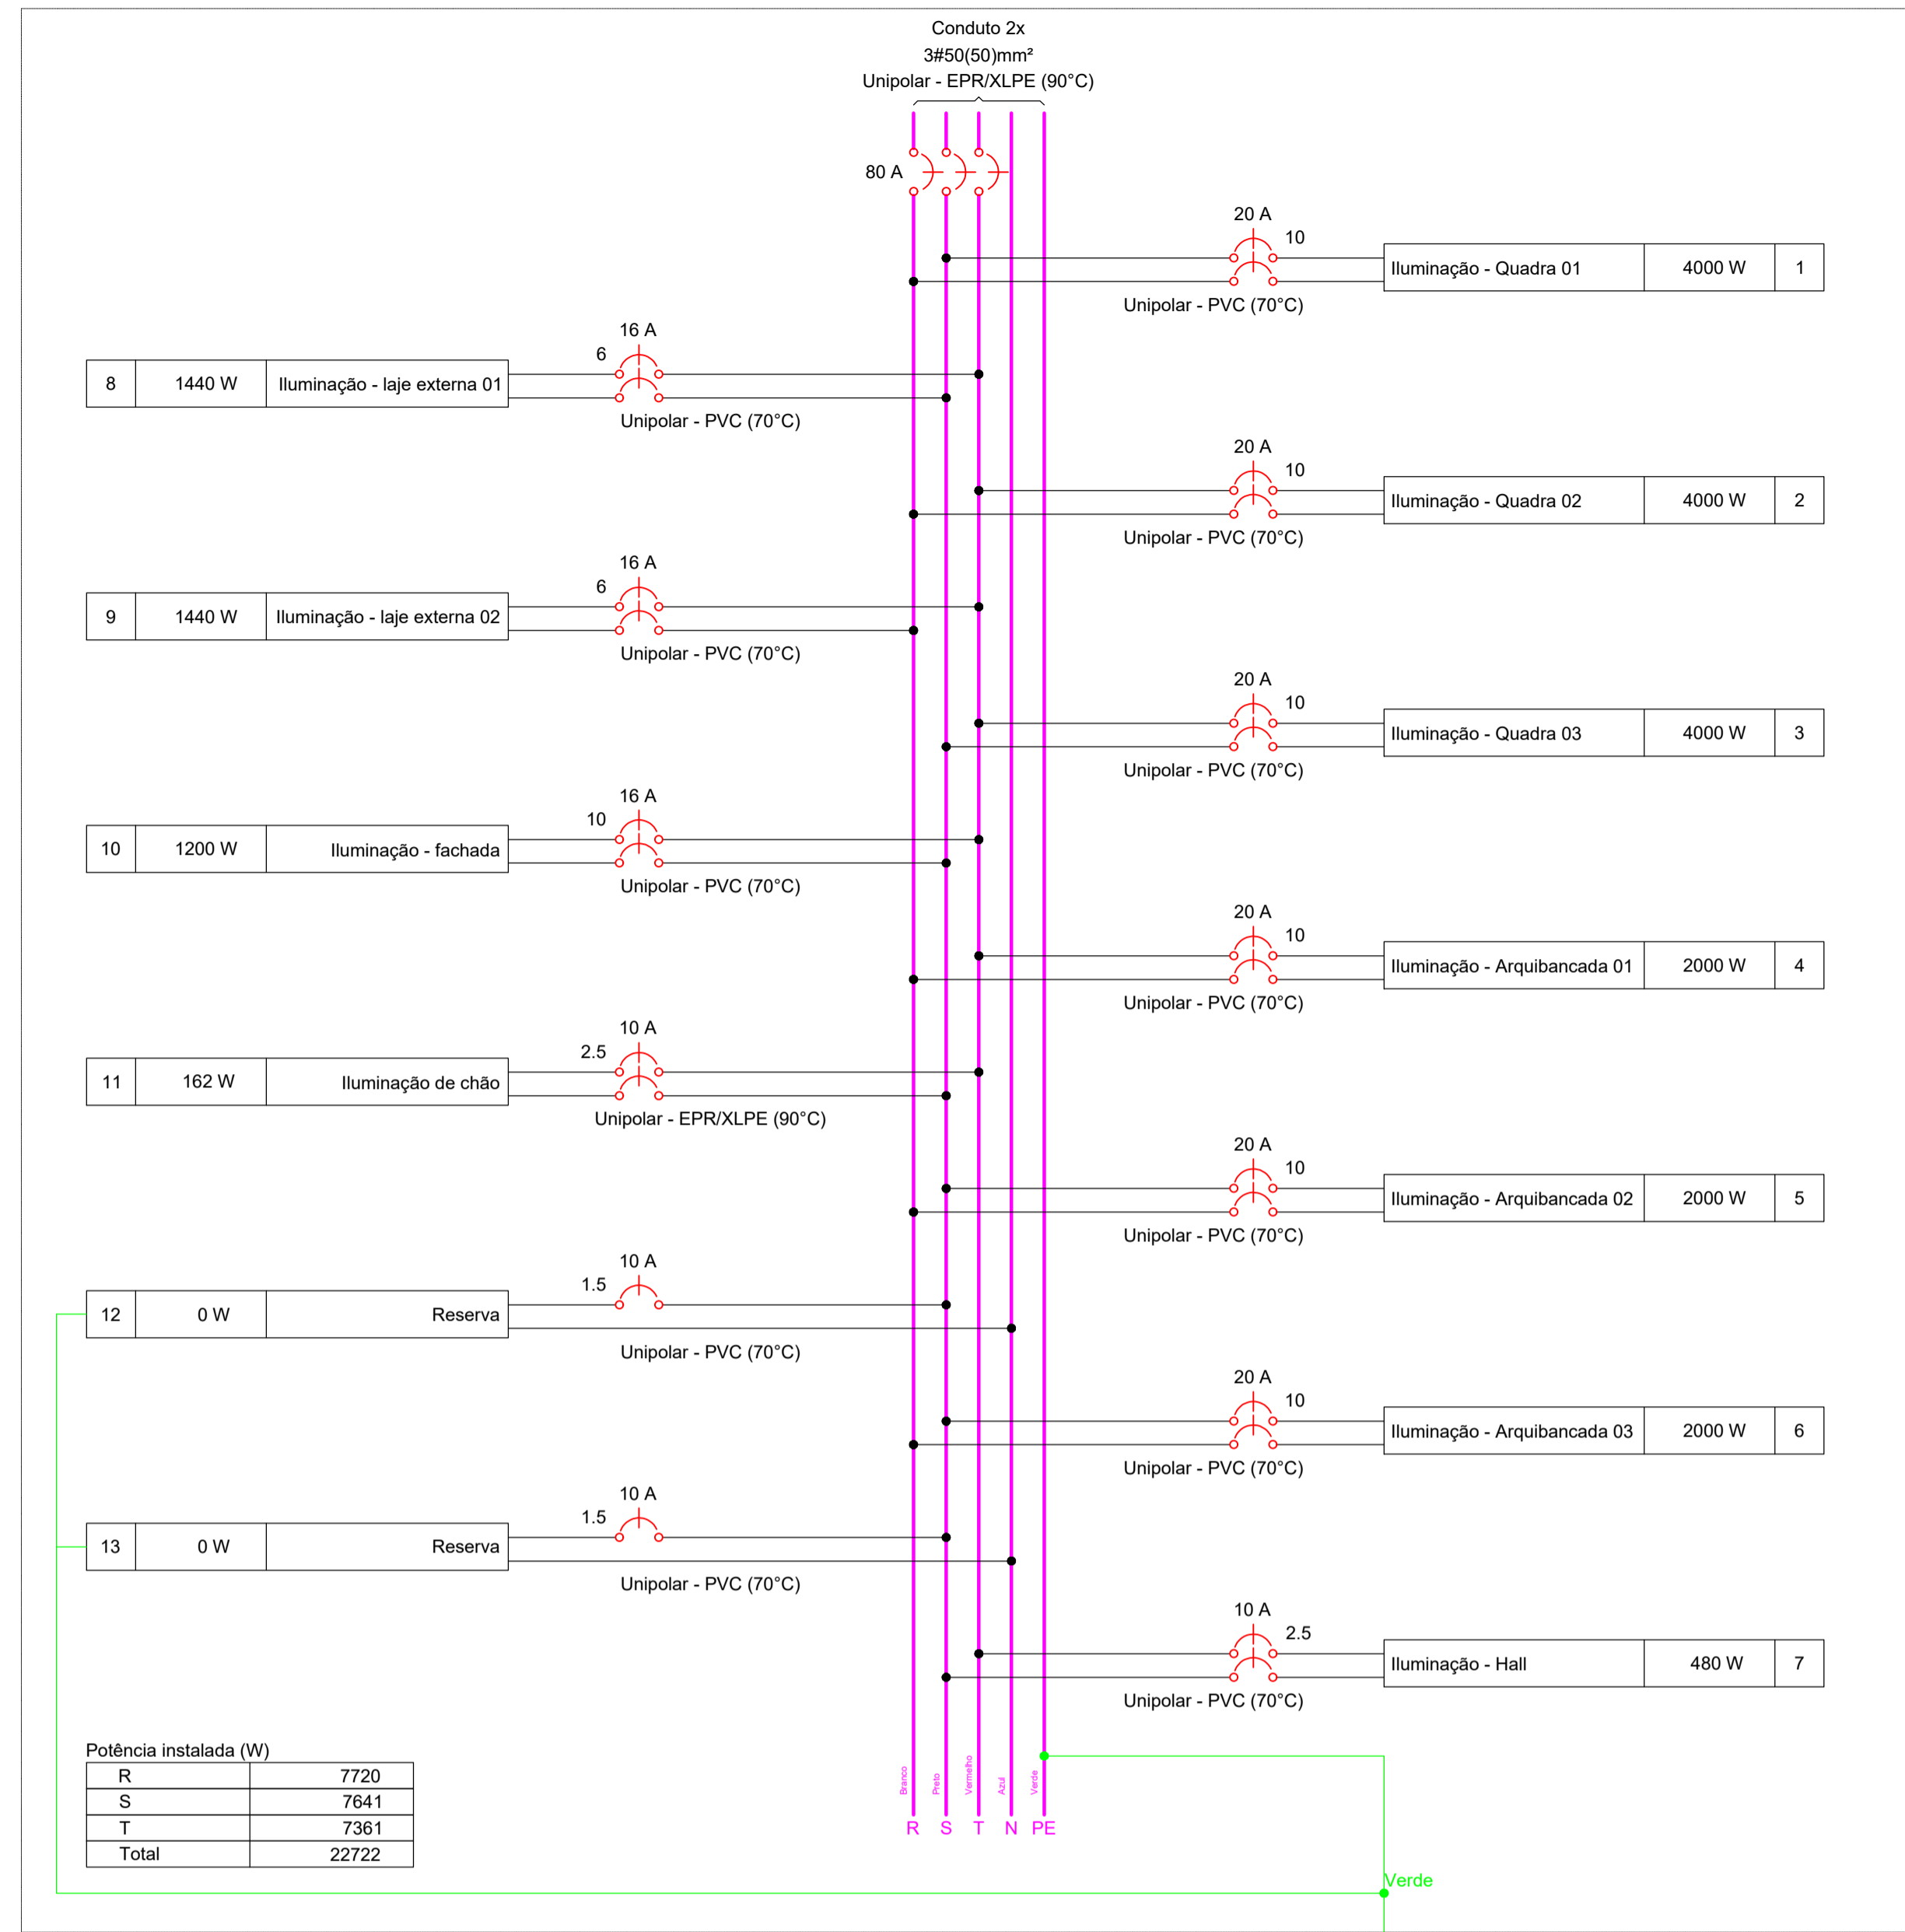 Conduto 2x
3#50(50)mm²
Unipolar - EPR/XLPE (90°C)
80 A
20 A
10
Iluminação - Quadra 01 4000 W 1
Unipolar - PVC (70°C)
16 A
6
8 1440 W Iluminação - laje externa 01
Unipolar - PVC (70°C)
20 A
10
Iluminação - Quadra 02 4000 W 2
Unipolar - PVC (70°C)
16 A
6
9 1440 W Iluminação - laje externa 02
Unipolar - PVC (70°C)
20 A
10
Iluminação - Quadra 03 4000 W 3
Unipolar - PVC (70°C)
16 A
10
10 1200 W Iluminação - fachada
Unipolar - PVC (70°C)
20 A
10
Iluminação - Arquibancada 01 2000 W 4
Unipolar - PVC (70°C)
10 A
2.5
11 162 W Iluminação de chão
Unipolar - EPR/XLPE (90°C)
20 A
10
Iluminação - Arquibancada 02 2000 W 5
Unipolar - PVC (70°C)
10 A
1.5
12 0 W Reserva
Unipolar - PVC (70°C)
20 A
10
Iluminação - Arquibancada 03 2000 W 6
Unipolar - PVC (70°C)
10 A
1.5
13 0 W Reserva
Unipolar - PVC (70°C)
10 A
2.5
Iluminação - Hall 480 W 7
Unipolar - PVC (70°C)
Potência instalada (W)
R 7720
S 7641
T 7361
Total 22722
Branco Preto Vermelho Azul Verde
R S T N PE
Verde